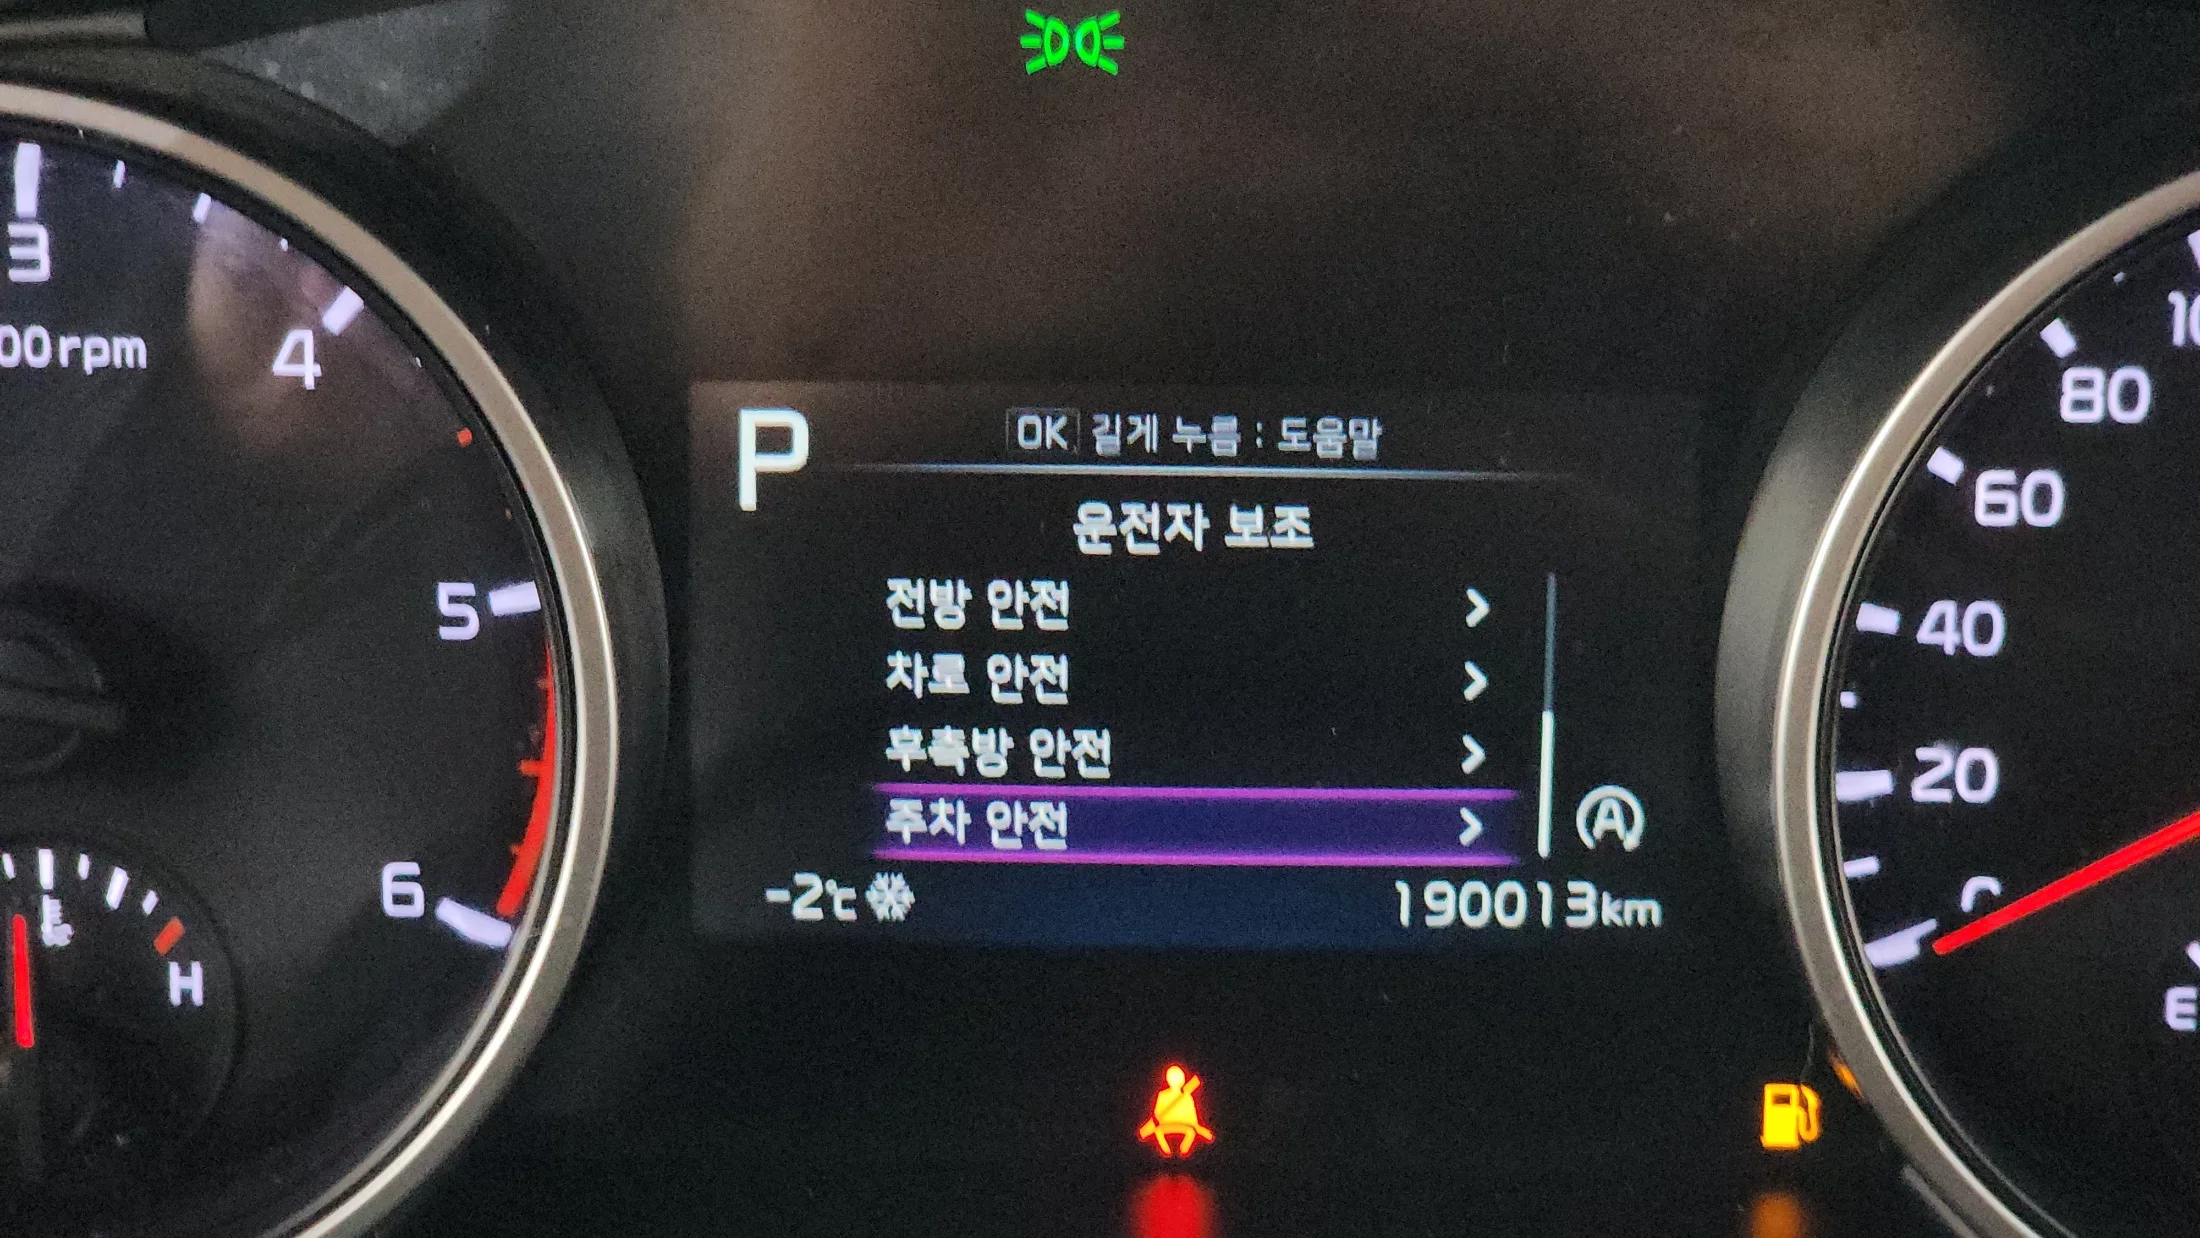 3
00rpm
4
5
6
H
P
OK 길게 누름 : 도움말
운전자 보조
전방 안전
차로 안전
후측방 안전
주차 안전
A
-2℃
190013km
80
60
40
20
E